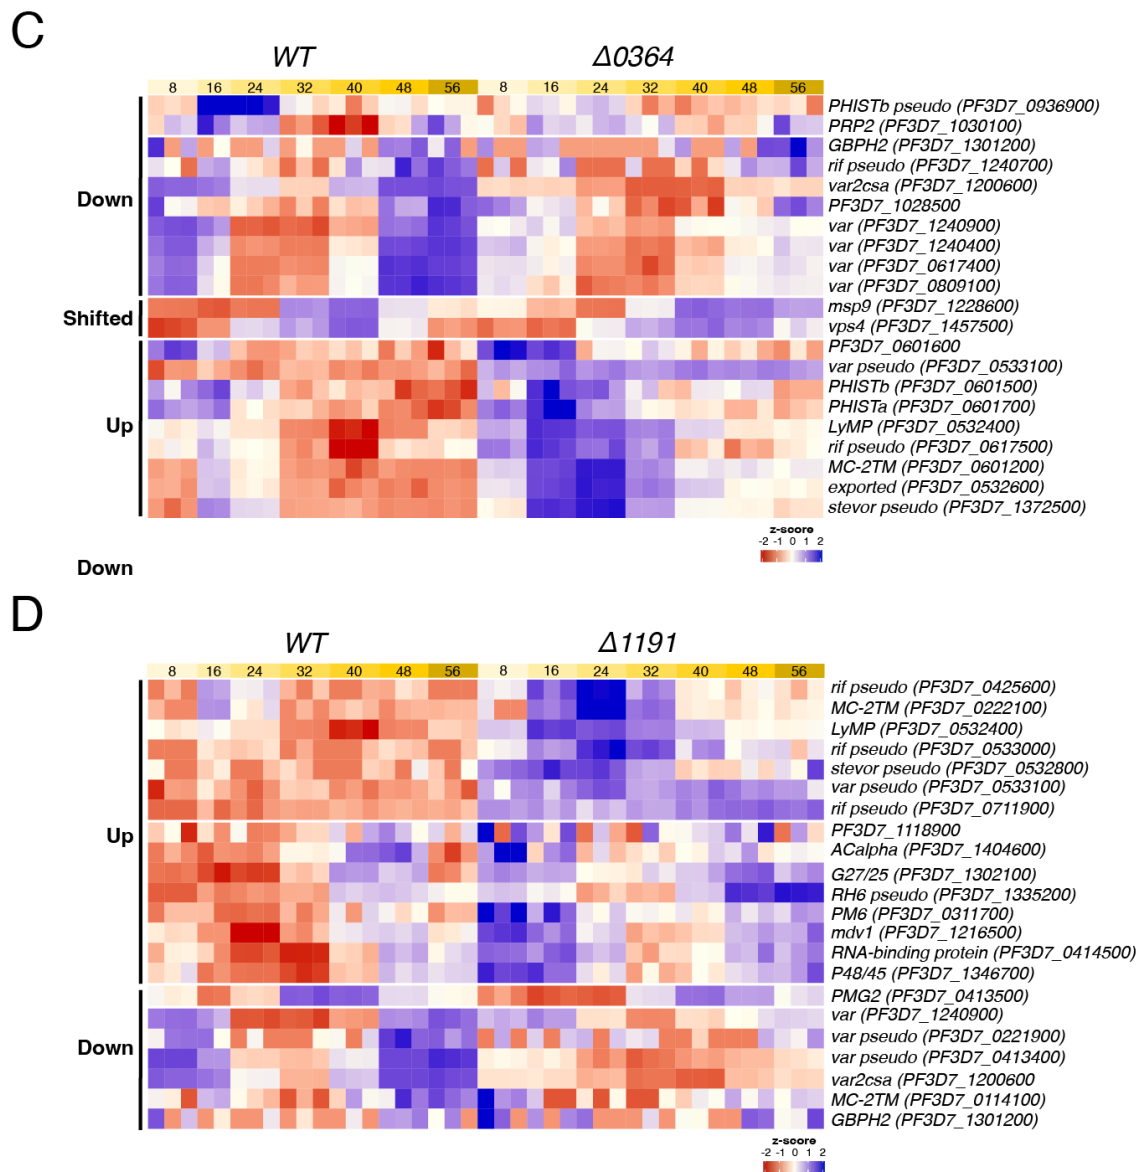 C
WT Δ0364
8 16 24 32 40 48 56 8 16 24 32 40 48 56
Down
PHISTb pseudo (PF3D7_0936900)
PRP2 (PF3D7_1030100)
GBPH2 (PF3D7_1301200)
rif pseudo (PF3D7_1240700)
var2csa (PF3D7_1200600)
PF3D7_1028500
var (PF3D7_1240900)
var (PF3D7_1240400)
var (PF3D7_0617400)
var (PF3D7_0809100)
Shifted
msp9 (PF3D7_1228600)
vps4 (PF3D7_1457500)
Up
PF3D7_0601600
var pseudo (PF3D7_0533100)
PHISTb (PF3D7_0601500)
PHISTa (PF3D7_0601700)
LyMP (PF3D7_0532400)
rif pseudo (PF3D7_0617500)
MC-2TM (PF3D7_0601200)
exported (PF3D7_0532600)
stevor pseudo (PF3D7_1372500)
z-score
-2 -1 0 1 2
Down
D
WT Δ1191
8 16 24 32 40 48 56 8 16 24 32 40 48 56
Up
rif pseudo (PF3D7_0425600)
MC-2TM (PF3D7_0222100)
LyMP (PF3D7_0532400)
rif pseudo (PF3D7_0533000)
stevor pseudo (PF3D7_0532800)
var pseudo (PF3D7_0533100)
rif pseudo (PF3D7_0711900)
PF3D7_1118900
ACalpha (PF3D7_1404600)
G27/25 (PF3D7_1302100)
RH6 pseudo (PF3D7_1335200)
PM6 (PF3D7_0311700)
mdv1 (PF3D7_1216500)
RNA-binding protein (PF3D7_0414500)
P48/45 (PF3D7_1346700)
Down
PMG2 (PF3D7_0413500)
var (PF3D7_1240900)
var pseudo (PF3D7_0221900)
var pseudo (PF3D7_0413400)
var2csa (PF3D7_1200600
MC-2TM (PF3D7_0114100)
GBPH2 (PF3D7_1301200)
z-score
-2 -1 0 1 2